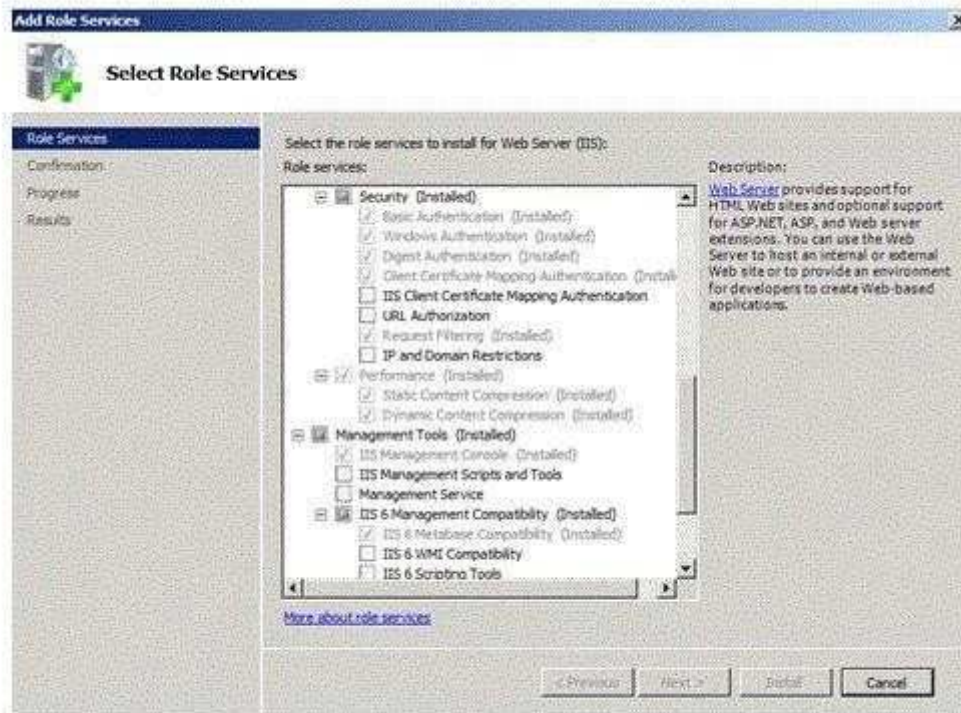 Add Role Services
Select Role Services
Role Services
Confirmation
Progress
Results
Select the role services to install for Web Server (IIS):
Role services:
Security (Installed)
Basic Authentication (Installed)
Windows Authentication (Installed)
Digest Authentication (Installed)
Client Certificate Mapping Authentication (Install
IIS Client Certificate Mapping Authentication
URL Authorization
Request Filtering (Installed)
IP and Domain Restrictions
Performance (Installed)
Static Content Compression (Installed)
Dynamic Content Compression (Installed)
Management Tools (Installed)
IIS Management Console (Installed)
IIS Management Scripts and Tools
Management Service
IIS 6 Management Compatibility (Installed)
IIS 6 Metabase Compatibility (Installed)
IIS 6 WMI Compatibility
IIS 6 Scripting Tools
More about role services
Description:
Web Server provides support for
HTML Web sites and optional support
for ASP.NET, ASP, and Web server
extensions. You can use the Web
Server to host an internal or external
Web site or to provide an environment
for developers to create Web-based
applications.
< Previous
Next >
Install
Cancel